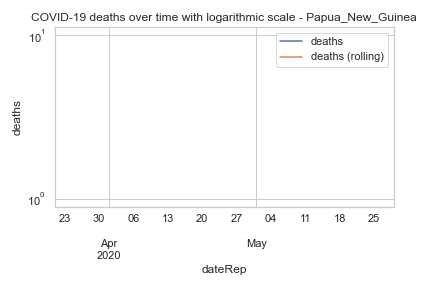 COVID-19 deaths over time with logarithmic scale - Papua_New_Guinea
deaths
deaths (rolling)
10¹
deaths
10⁰
23 30 06 13 20 27 04 11 18 25
Apr May
2020
dateRep